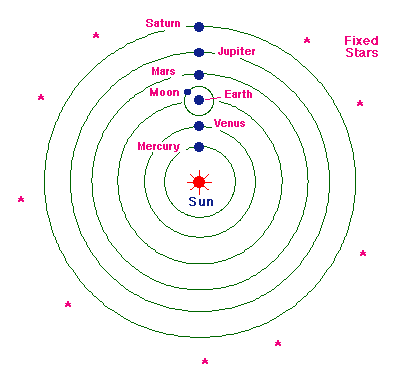 Saturn
Fixed
Stars
Jupiter
Mars
Moon
Earth
Venus
Mercury
Sun